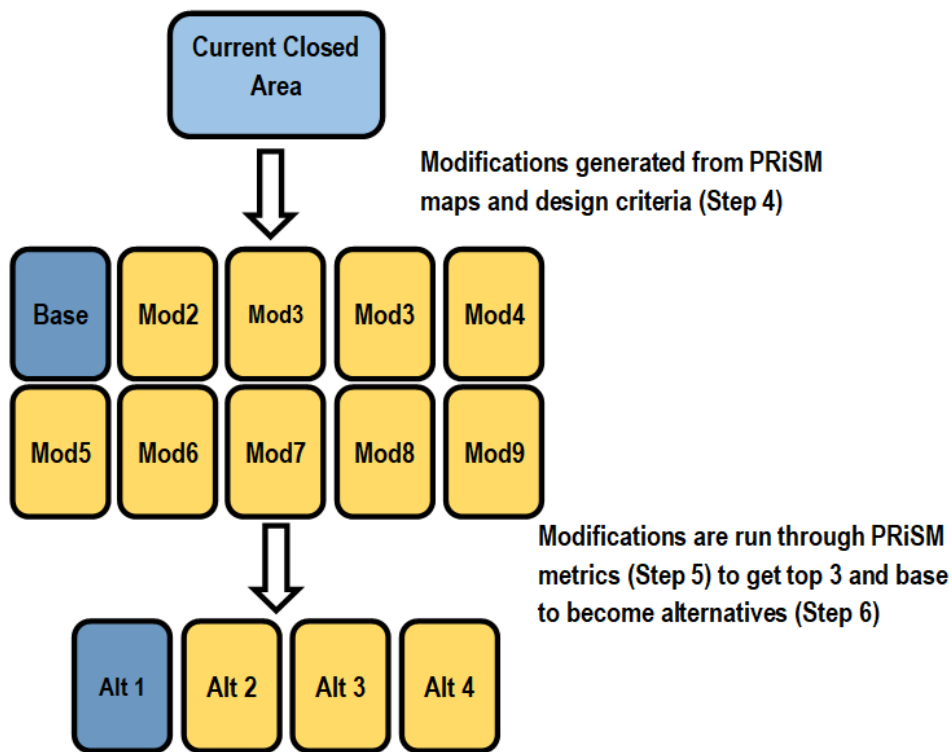 Current Closed
Area
Modifications generated from PRiSM
maps and design criteria (Step 4)
Base
Mod2
Mod3
Mod3
Mod4
Mod5
Mod6
Mod7
Mod8
Mod9
Modifications are run through PRiSM
metrics (Step 5) to get top 3 and base
to become alternatives (Step 6)
Alt 1
Alt 2
Alt 3
Alt 4